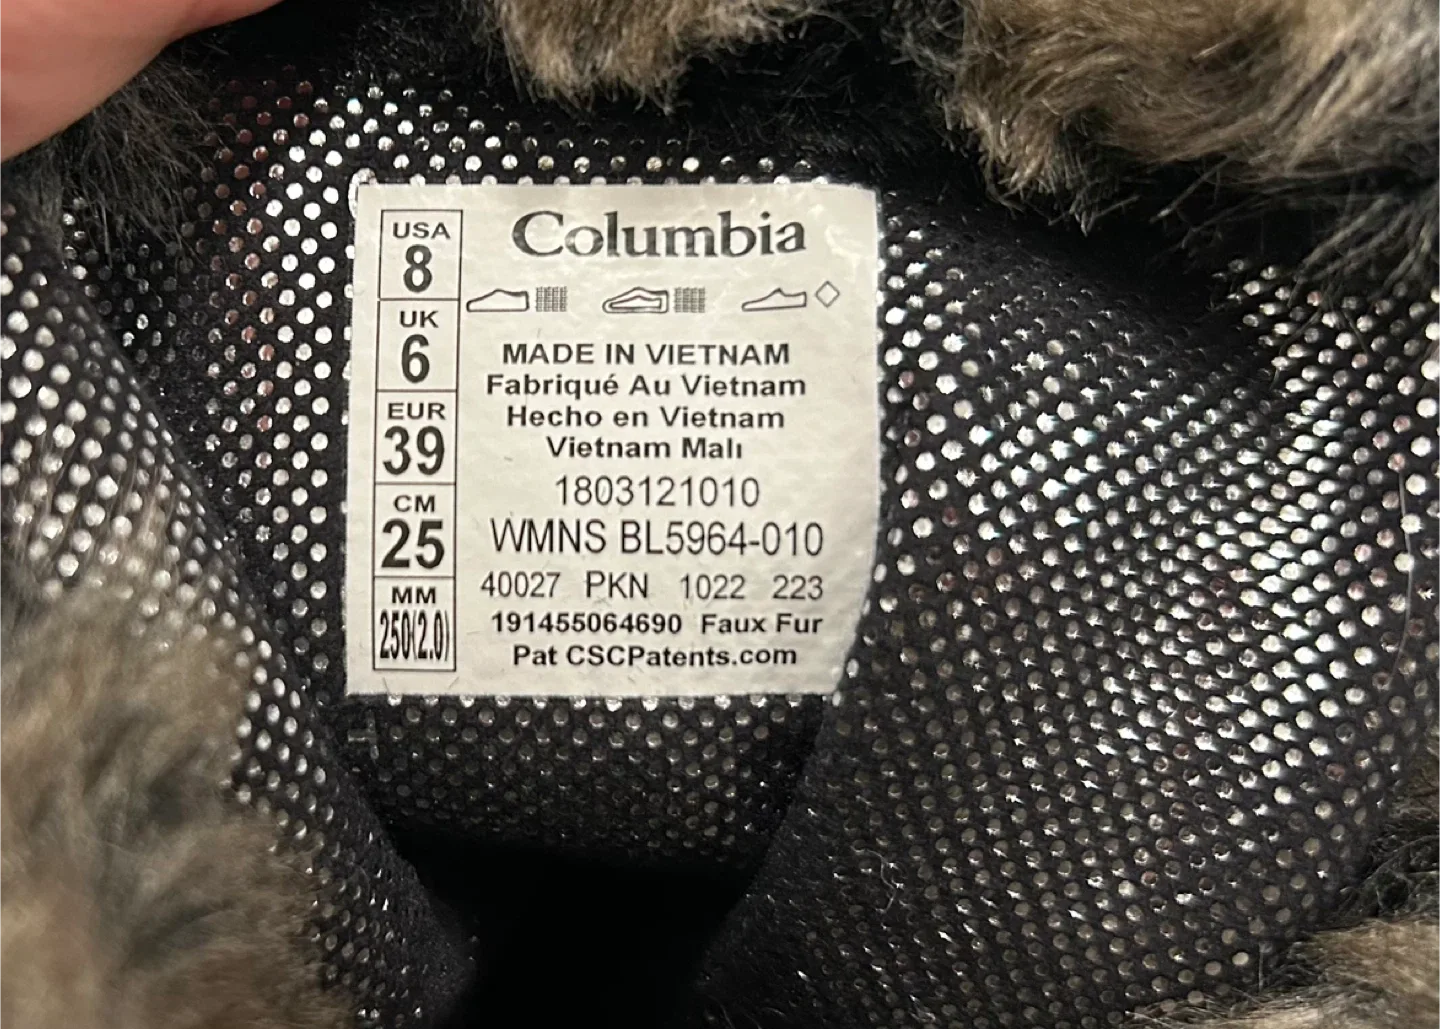 Columbia
USA
8
UK
6
EUR
39
CM
25
MM
250(2.0)
MADE IN VIETNAM
Fabriqué Au Vietnam
Hecho en Vietnam
Vietnam Malı
1803121010
WMNS BL5964-010
40027 PKN 1022 223
191455064690 Faux Fur
Pat CSCPatents.com